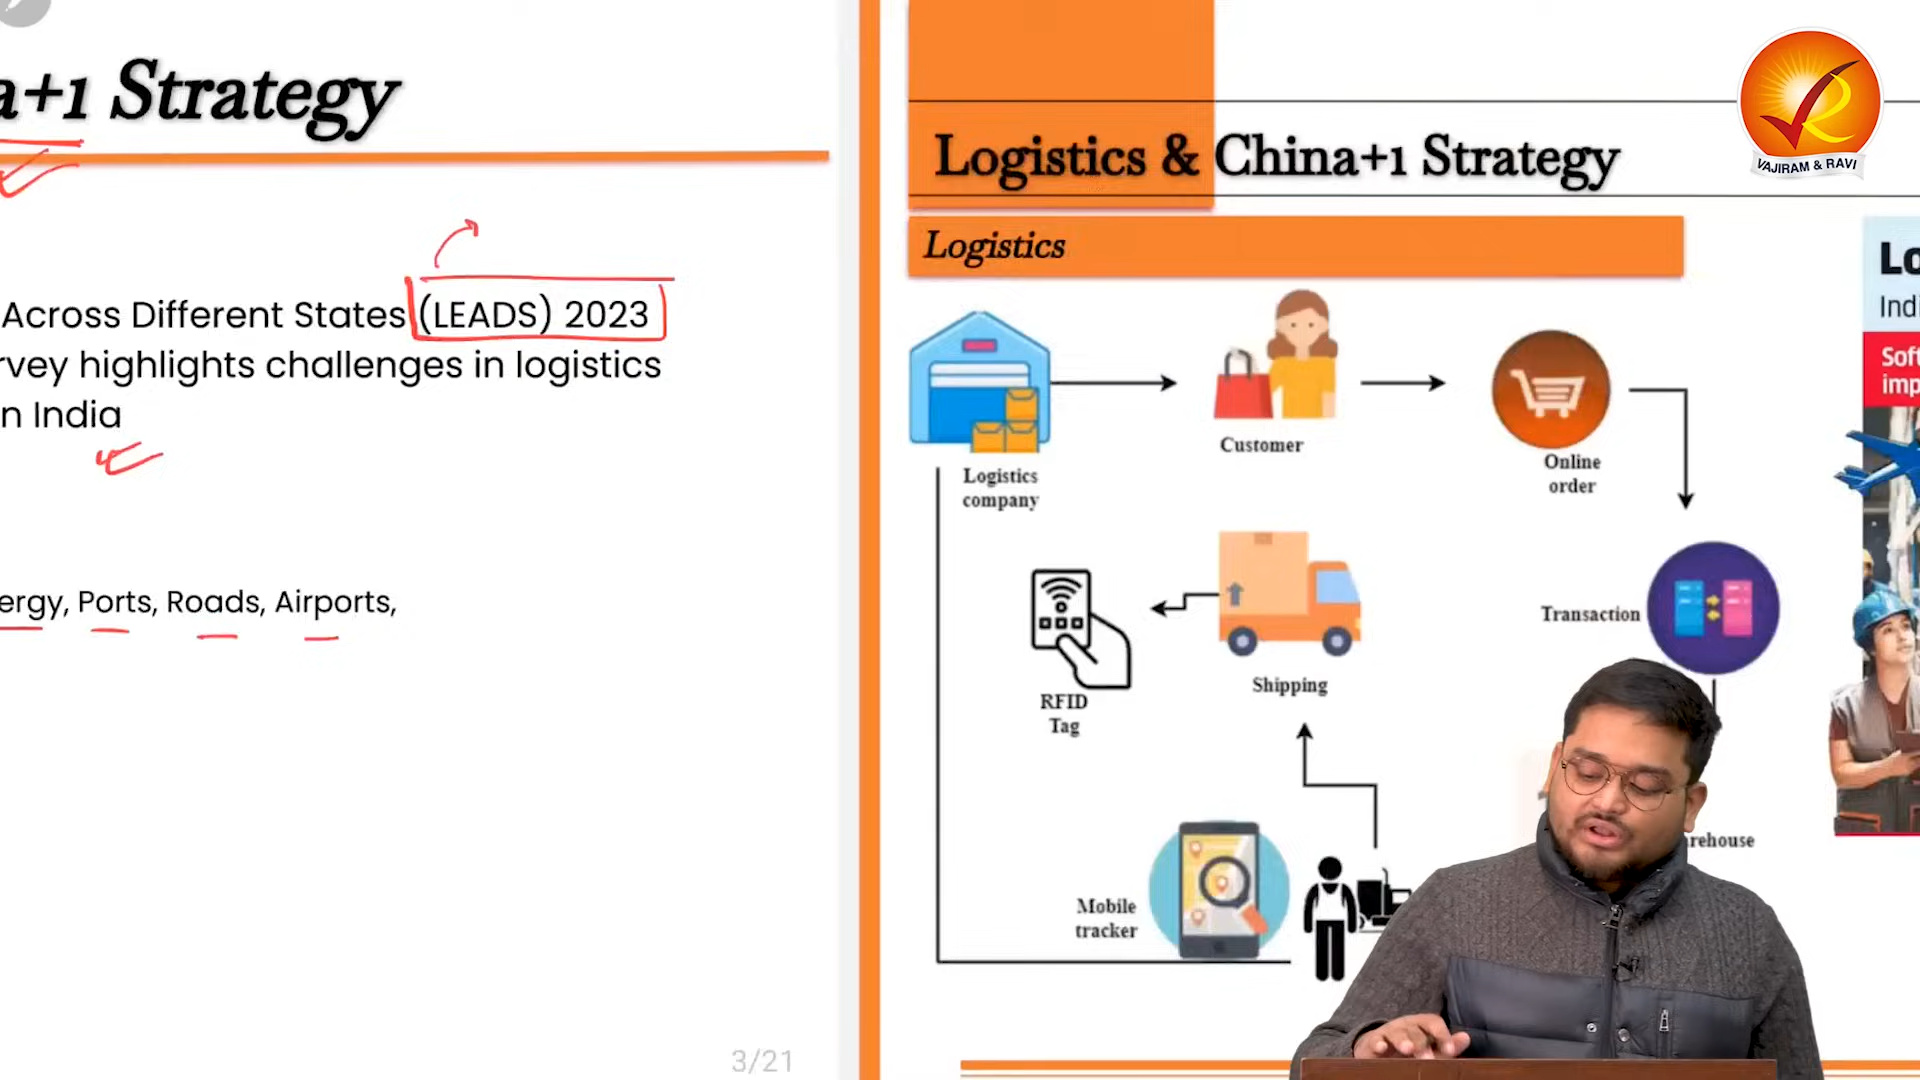 a+1 Strategy
Across Different States (LEADS) 2023
rvey highlights challenges in logistics
n India
ergy, Ports, Roads, Airports,
3/21
Logistics & China+1 Strategy
VAJIRAM & RAVI
Logistics
Logistics
company
Customer
Online
order
Transaction
Shipping
RFID
Tag
Mobile
tracker
rehouse
Lo
Indi
Soft
imp